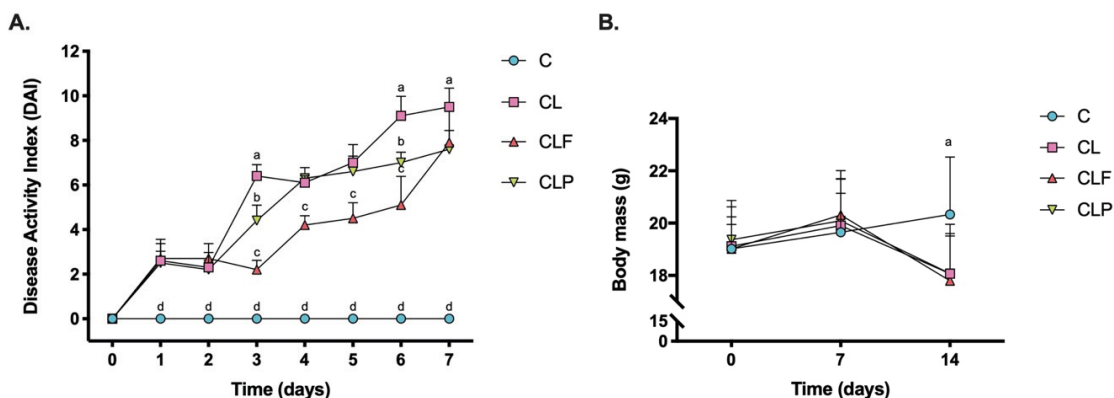 A.
Disease Activity Index (DAI)
12
10
8
6
4
2
0
a
a
a
b
b
c
c
c
c
d d d d d d d
0 1 2 3 4 5 6 7
Time (days)
C
CL
CLF
CLP
B.
Body mass (g)
24
22
20
18
15
0
a
0 7 14
Time (days)
C
CL
CLF
CLP